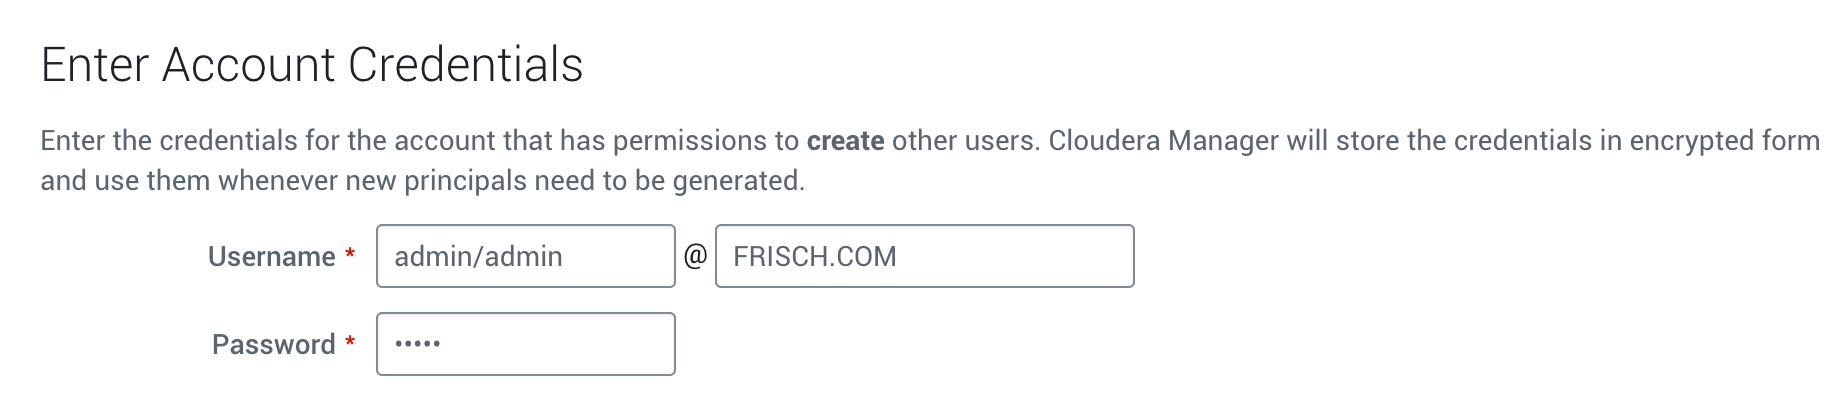 Enter Account Credentials
Enter the credentials for the account that has permissions to create other users. Cloudera Manager will store the credentials in encrypted form
and use them whenever new principals need to be generated.
Username * admin/admin @ FRISCH.COM
Password * •••••